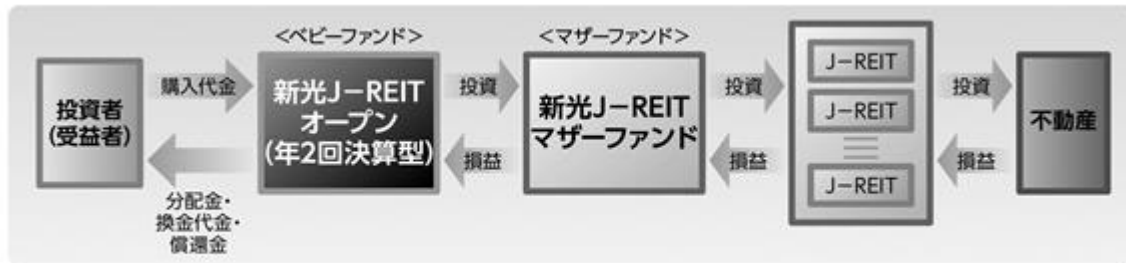 <ベビーファンド>
<マザーファンド>
投資者
(受益者)
購入代金
分配金・
換金代金・
償還金
新光J-REIT
オープン
(年2回決算型)
投資
損益
新光J-REIT
マザーファンド
投資
損益
J-REIT
J-REIT
J-REIT
投資
損益
不動産